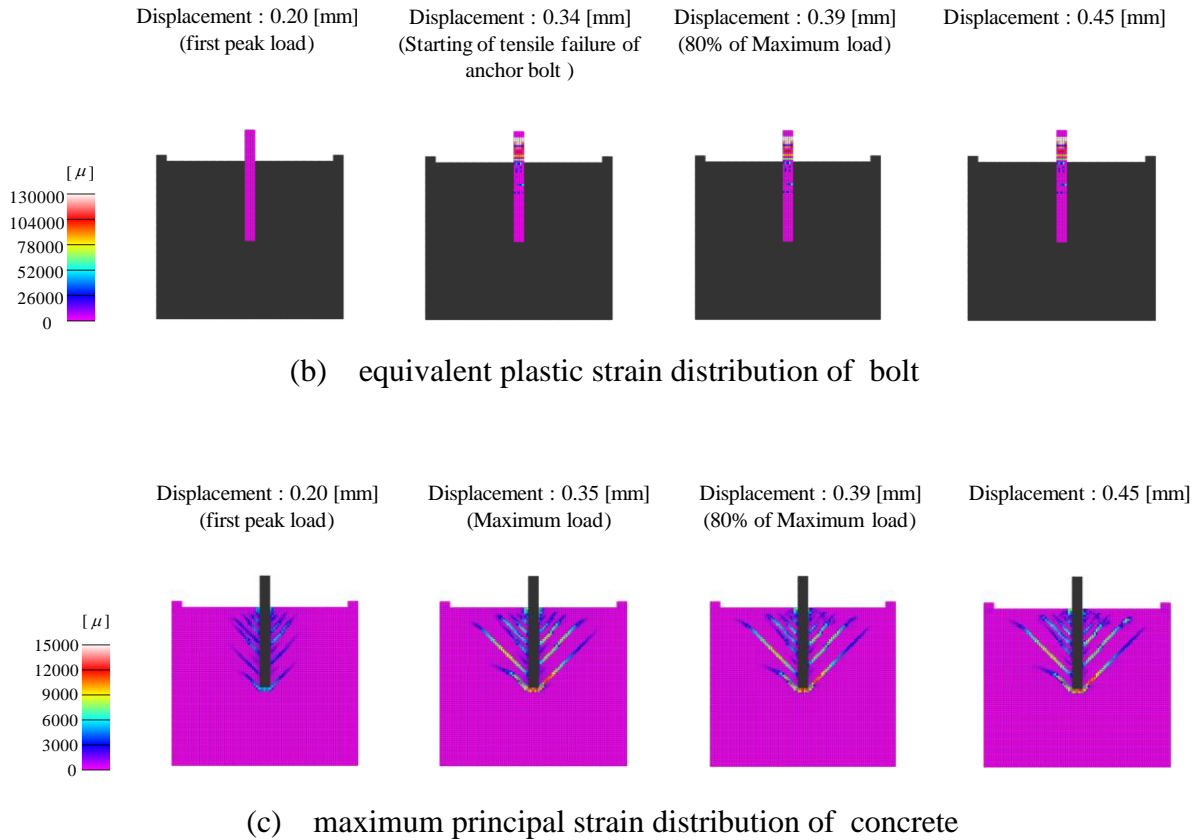 Displacement : 0.20 [mm]
(first peak load)
Displacement : 0.34 [mm]
(Starting of tensile failure of
anchor bolt )
Displacement : 0.39 [mm]
(80% of Maximum load)
Displacement : 0.45 [mm]
[ μ ]
130000
104000
78000
52000
26000
0
(b) equivalent plastic strain distribution of bolt
Displacement : 0.20 [mm]
(first peak load)
Displacement : 0.35 [mm]
(Maximum load)
Displacement : 0.39 [mm]
(80% of Maximum load)
Displacement : 0.45 [mm]
[ μ ]
15000
12000
9000
6000
3000
0
(c) maximum principal strain distribution of concrete